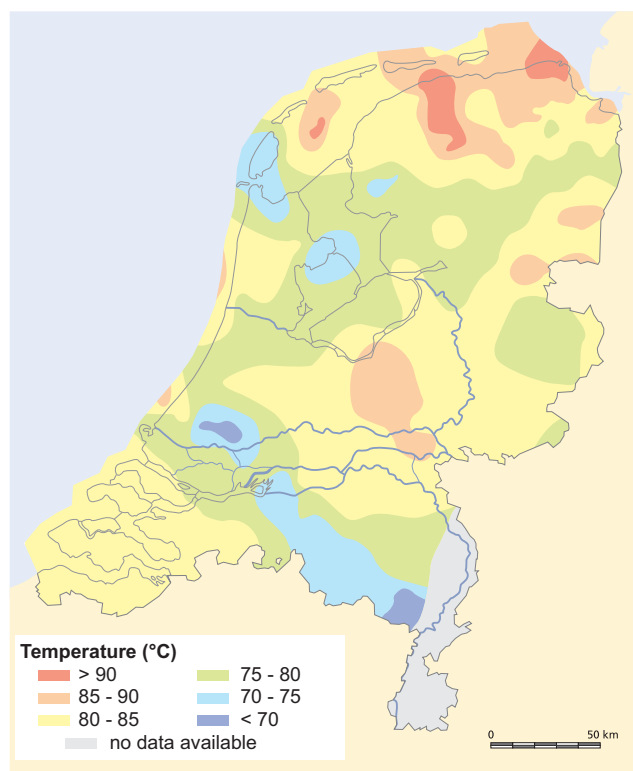 Temperature (°C)
> 90
85 - 90
80 - 85
75 - 80
70 - 75
< 70
no data available
0 50 km